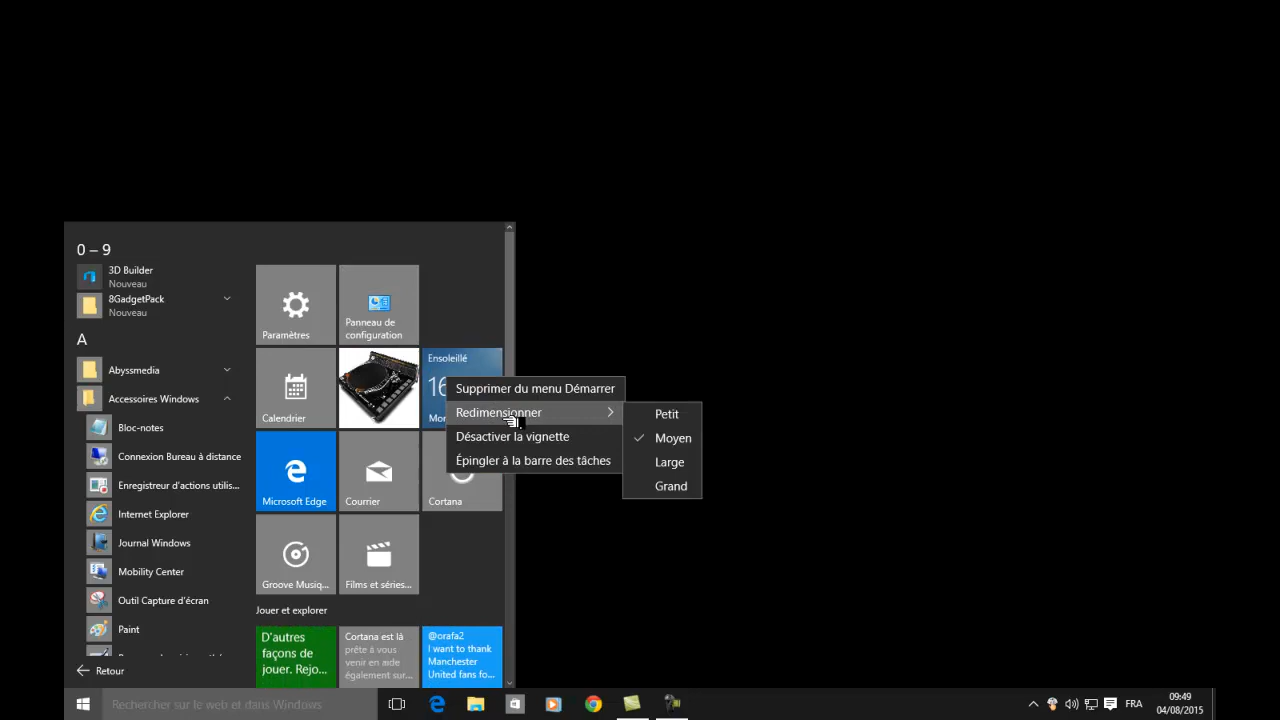 0 – 9
3D Builder
Nouveau
8GadgetPack
Nouveau
A
Abyssmedia
Accessoires Windows
Bloc-notes
Connexion Bureau à distance
Enregistreur d'actions utilis...
Internet Explorer
Journal Windows
Mobility Center
Outil Capture d'écran
Paint
Retour
Paramètres
Panneau de
configuration
Ensoleillé
16
Mon
Calendrier
Microsoft Edge
Courrier
Cortana
Groove Musiq...
Films et séries...
Jouer et explorer
D'autres
façons de
jouer. Rejo...
Cortana est là
prête à vous
venir en aide
également sur...
@orafa2
I want to thank
Manchester
United fans fo...
Supprimer du menu Démarrer
Redimensionner
Désactiver la vignette
Épingler à la barre des tâches
Petit
Moyen
Large
Grand
Rechercher sur le web et dans Windows
FRA
09:49
04/08/2015